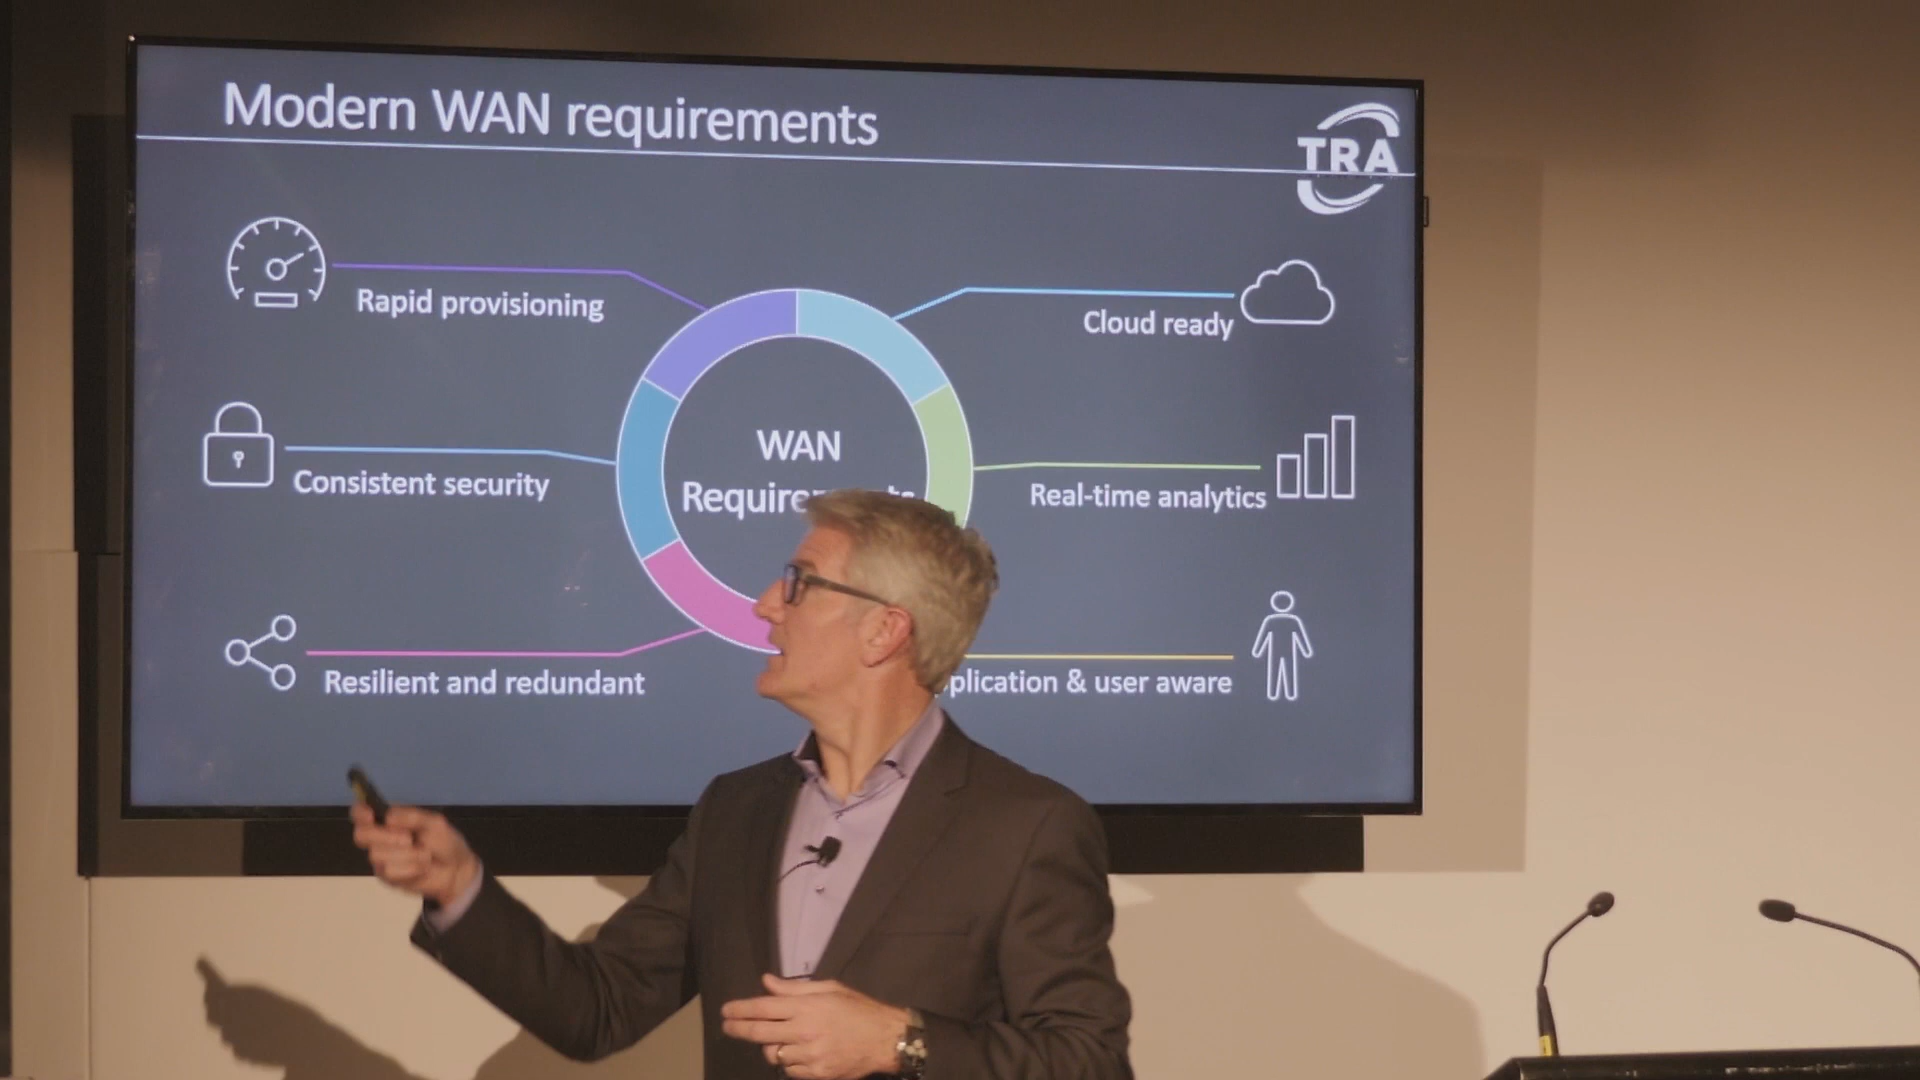 Modern WAN requirements
TRA
Rapid provisioning
Cloud ready
Consistent security
WAN
Real-time analytics
Resilient and redundant
& user aware